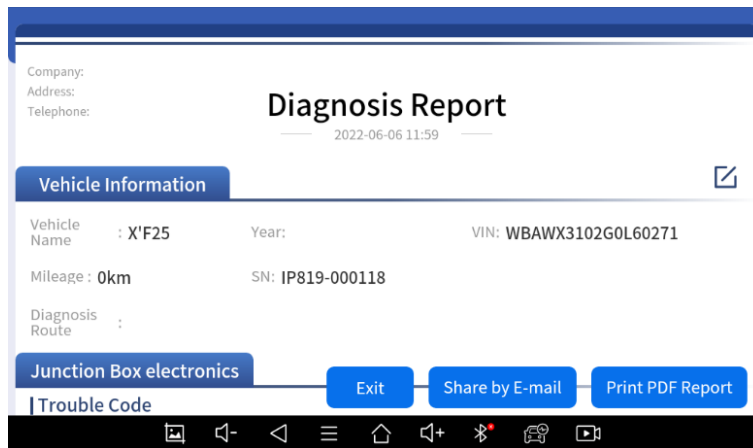 Company:
Address:
Telephone:
Diagnosis Report
2022-06-06 11:59
Vehicle Information
Vehicle Name : X'F25 Year: VIN: WBAWX3102G0L60271
Mileage : 0km SN: IP819-000118
Diagnosis Route :
Junction Box electronics
Exit Share by E-mail Print PDF Report
Trouble Code